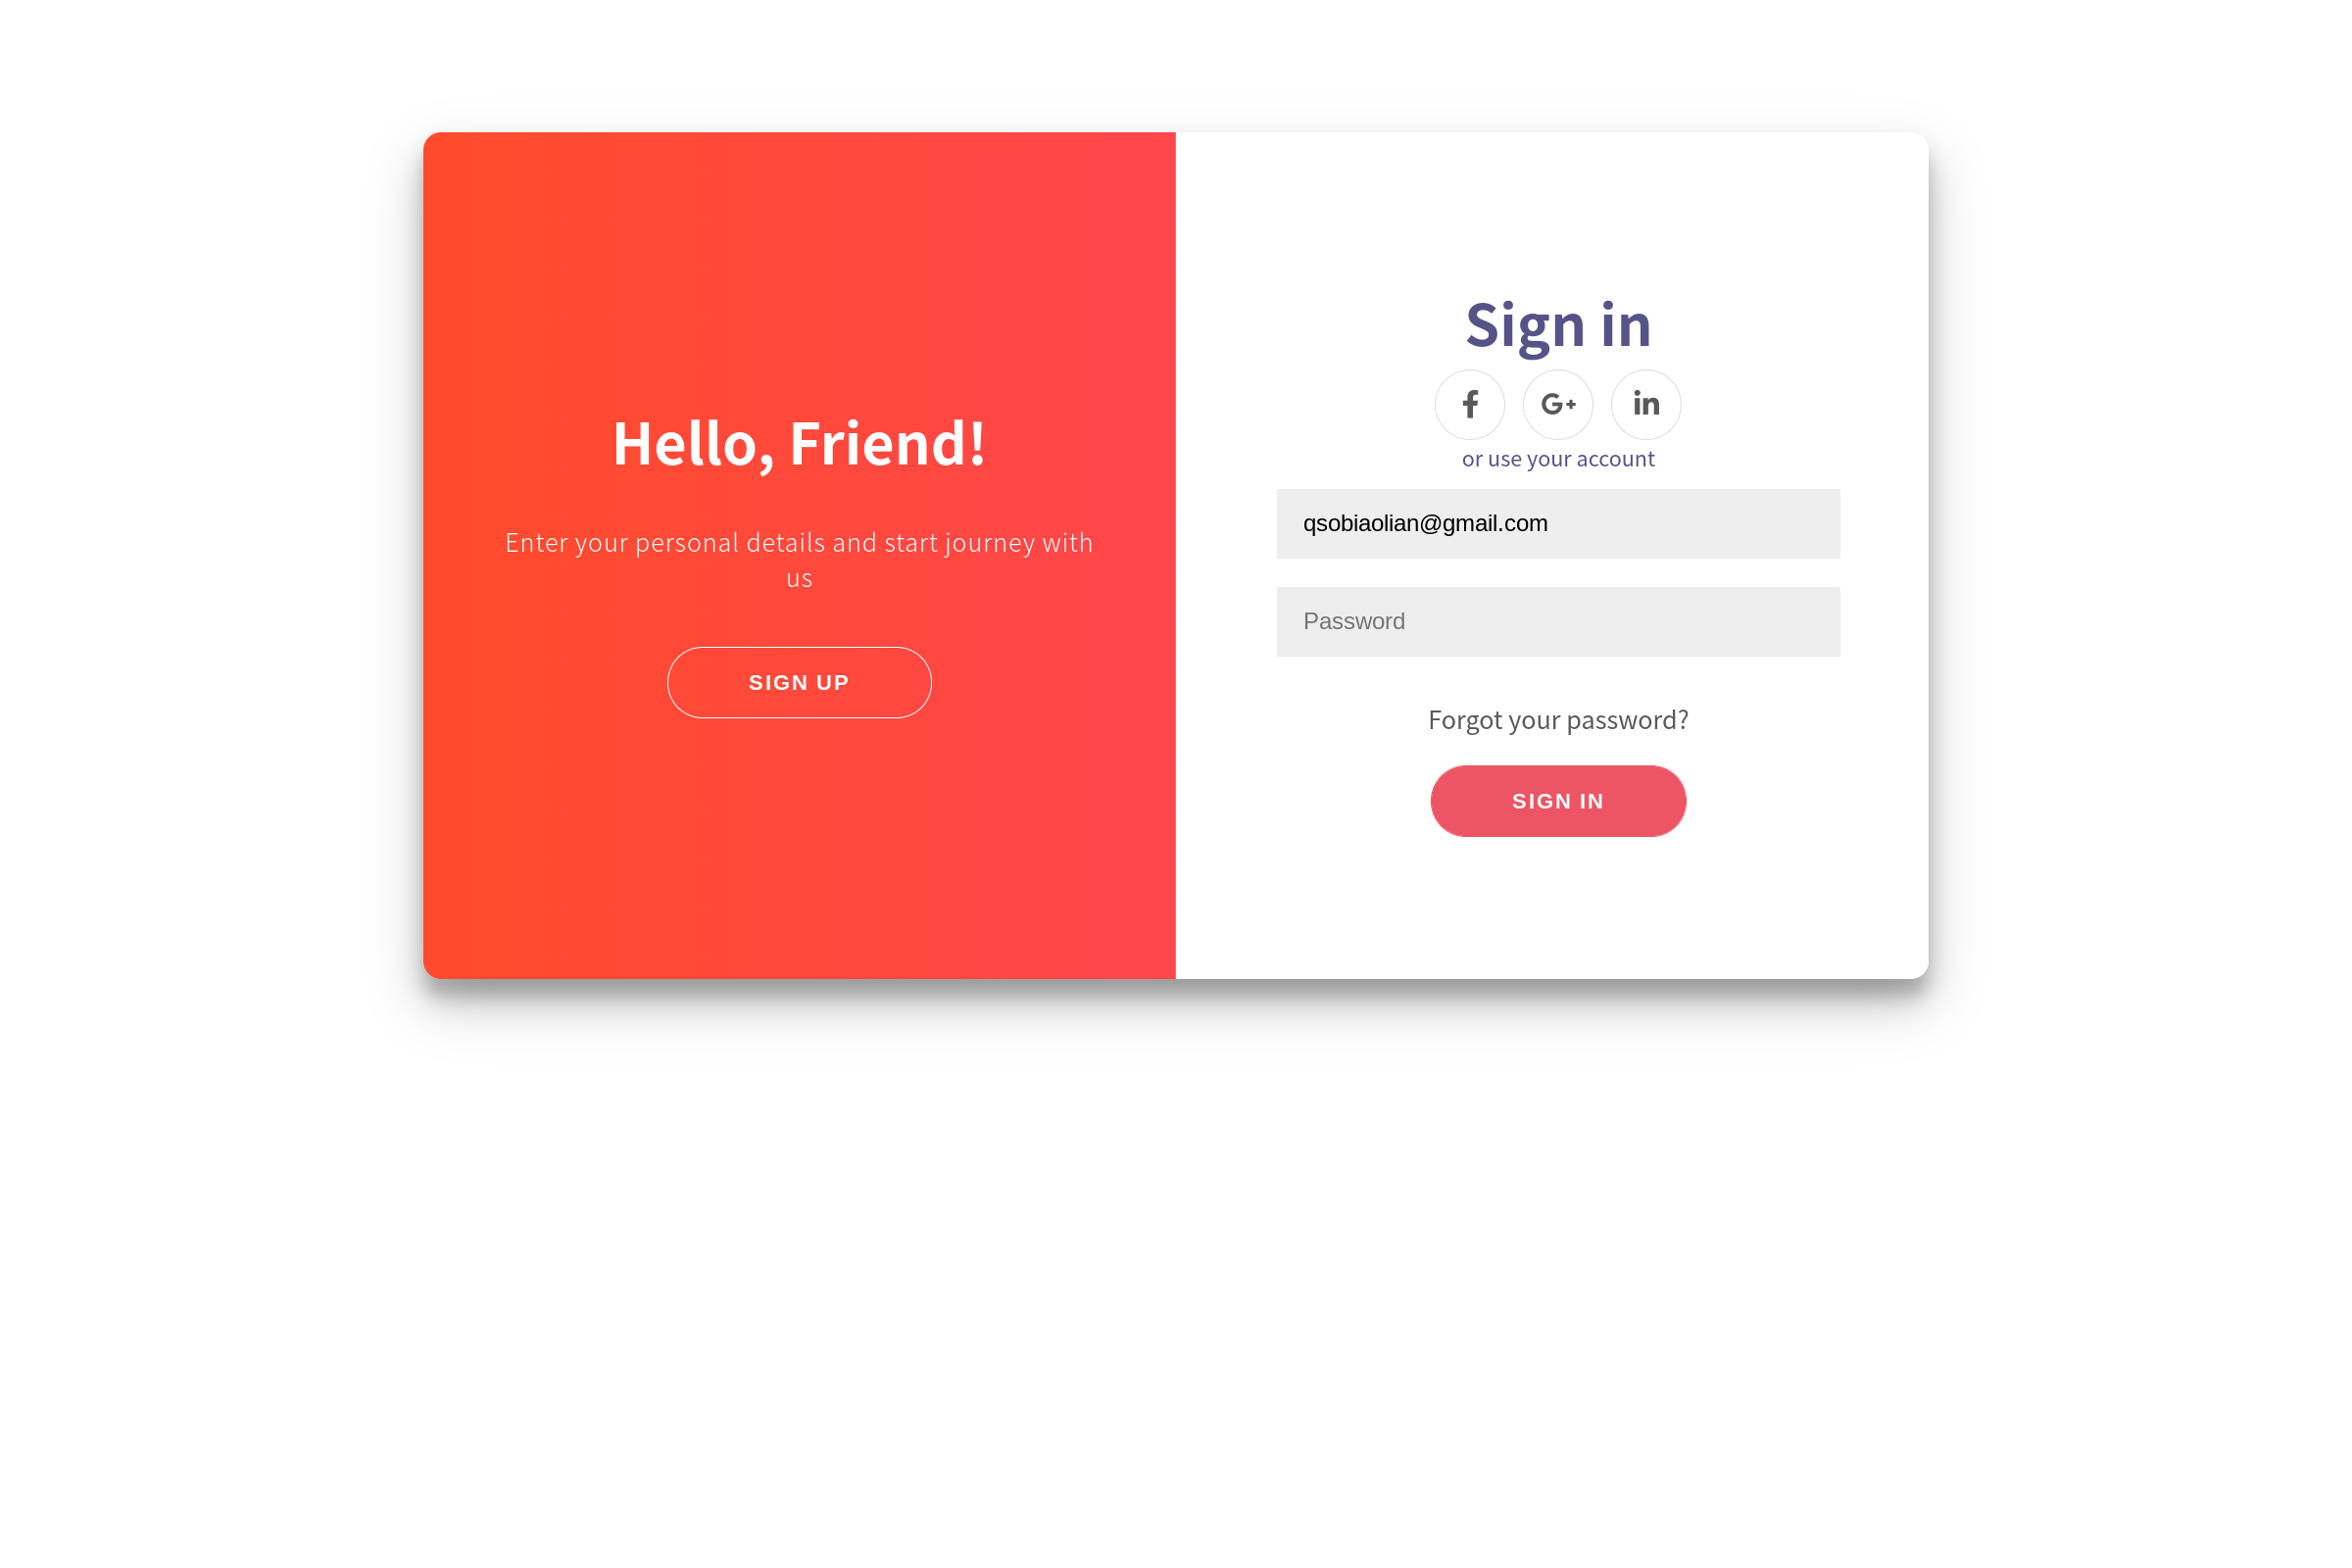 Hello, Friend!
Enter your personal details and start journey with
us
SIGN UP
Sign in
f G+ in
or use your account
qsobiaolian@gmail.com
Password
Forgot your password?
SIGN IN